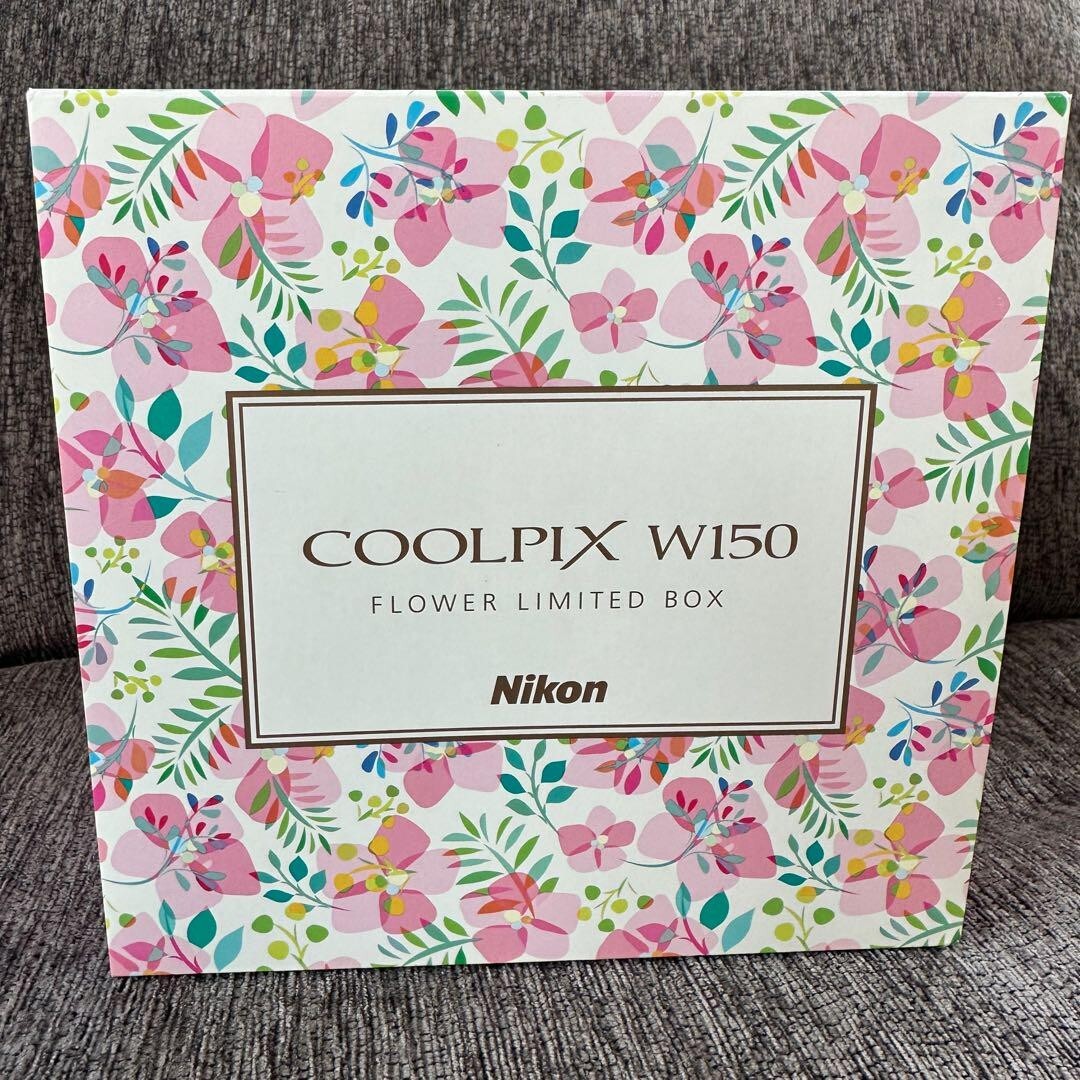 COOLPIX W150
FLOWER LIMITED BOX
Nikon